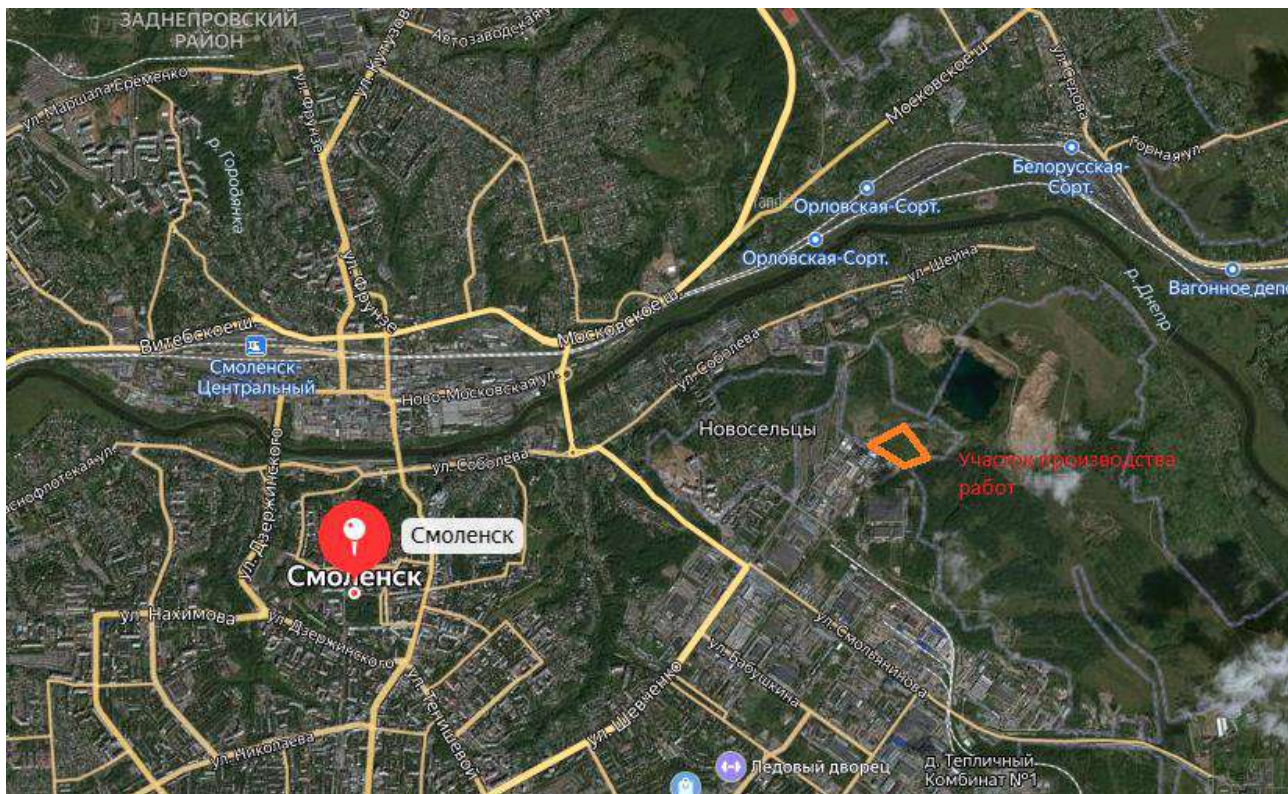 ЗАДНЕПРОВСКИЙ
РАЙОН
Автозаводская у
ул. Кутузов
ул. Маршала Еременко
ул. Фрунзе
р. Городянка
Московское ш.
ул. Седова
Горная ул.
Белорусская-
Сорт.
Орловская-Сорт.
Орловская-Сорт.
ул. Шейна
р. Днепр
Вагонное депо
ул. Фрунзе
Витебское ш.
Московское ш.
Смоленск-
Центральный
Ново-Московская ул.
ул. Соболева
Новосельцы
Участок производства
работ
ул. Соболева
снофлотская ул.
ул. Дзержинского
Смоленск
Смоленск
ул. Нахимова
ул. Дзержинского
ул. Тенишевой
ул. Николаева
ул. Шевченко
ул. Бабушкина
ул. Смольянинова
Ледовый дворец
д. Тепличный
Комбинат №1